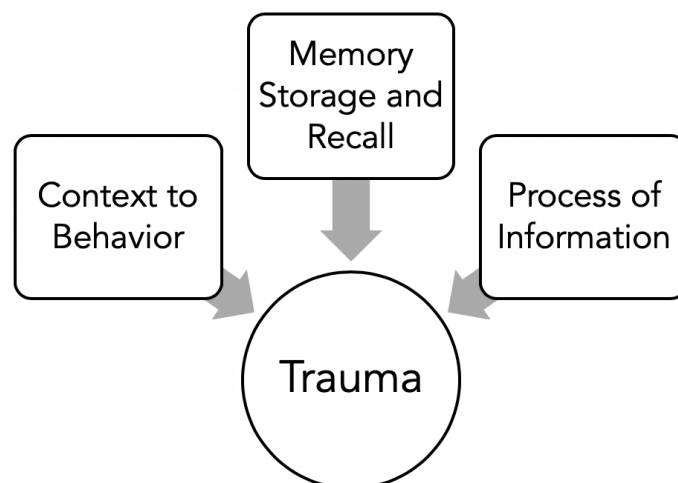 Memory
Storage and
Recall
Context to
Behavior
Process of
Information
Trauma